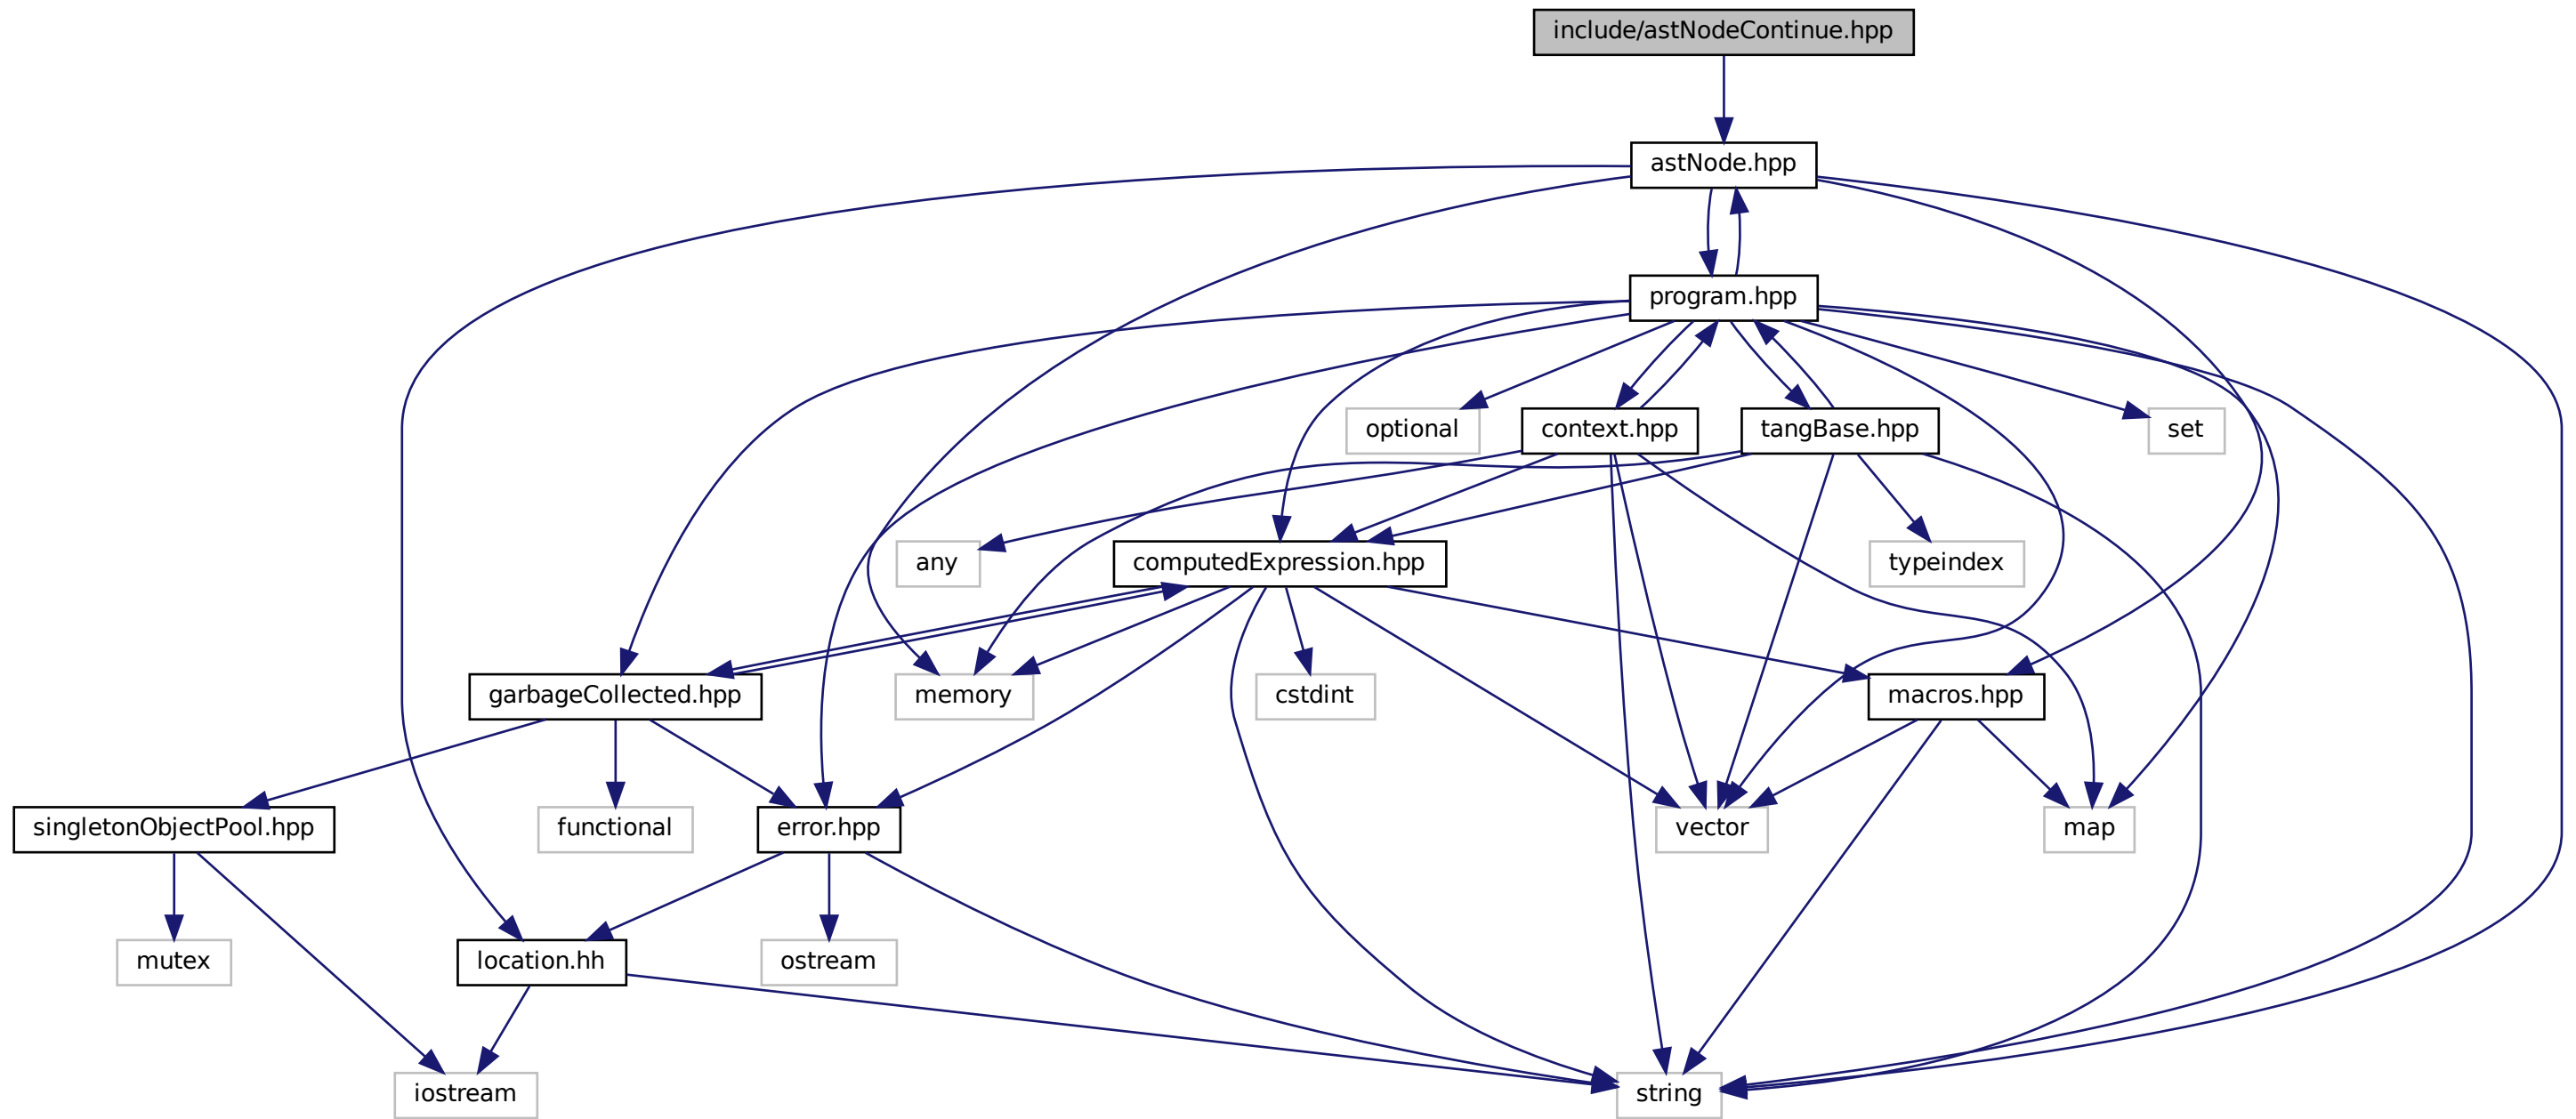 include/astNodeContinue.hpp
astNode.hpp
program.hpp
optional
context.hpp
tangBase.hpp
set
any
computedExpression.hpp
typeindex
garbageCollected.hpp
memory
cstdint
macros.hpp
singletonObjectPool.hpp
functional
error.hpp
vector
map
mutex
location.hh
ostream
iostream
string